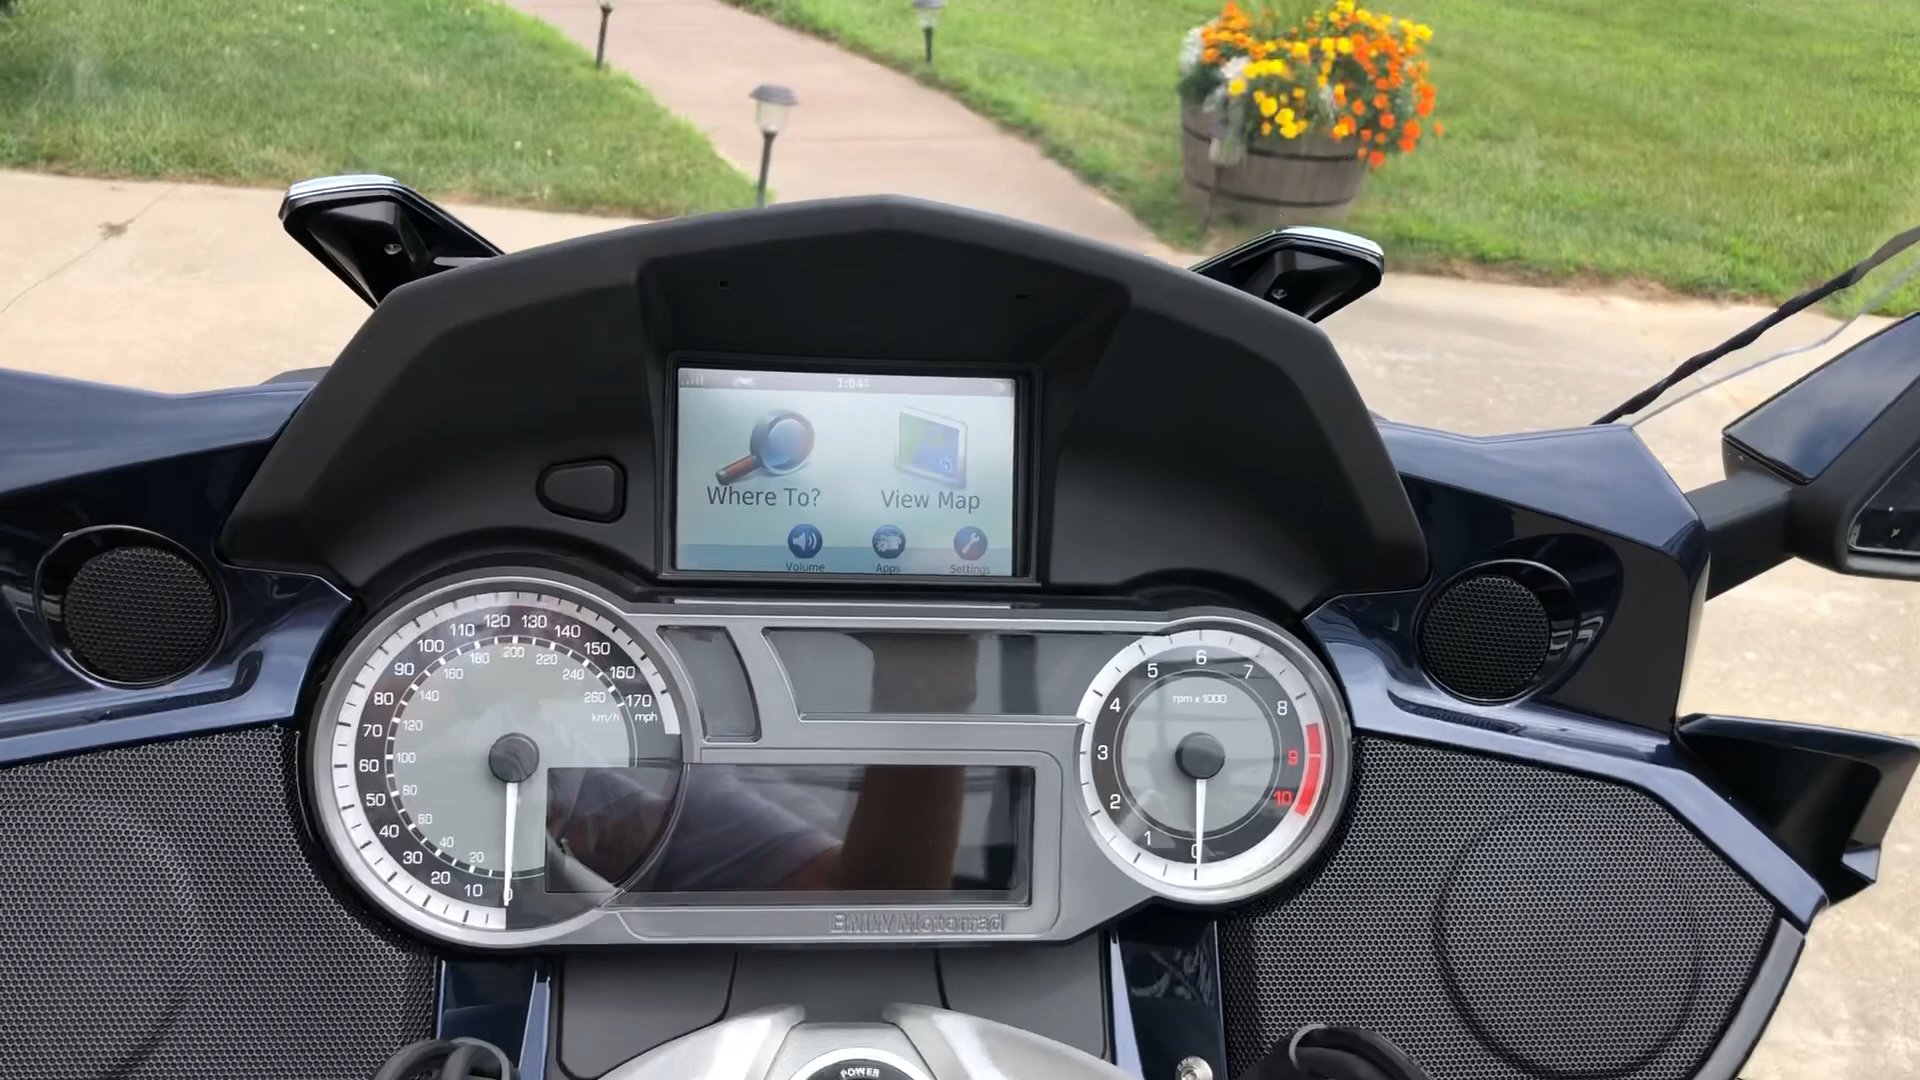 Where To?
View Map
Volume
Apps
Settings
0 10 20 30 40 50 60 70 80 90 100 110 120 130 140 150 160 170
mph
20 40 60 80 100 120 140 160 180 200 220 240 260
km/h
0 1 2 3 4 5 6 7 8 9 10
rpm x 1000
BMW Motorrad
POWER